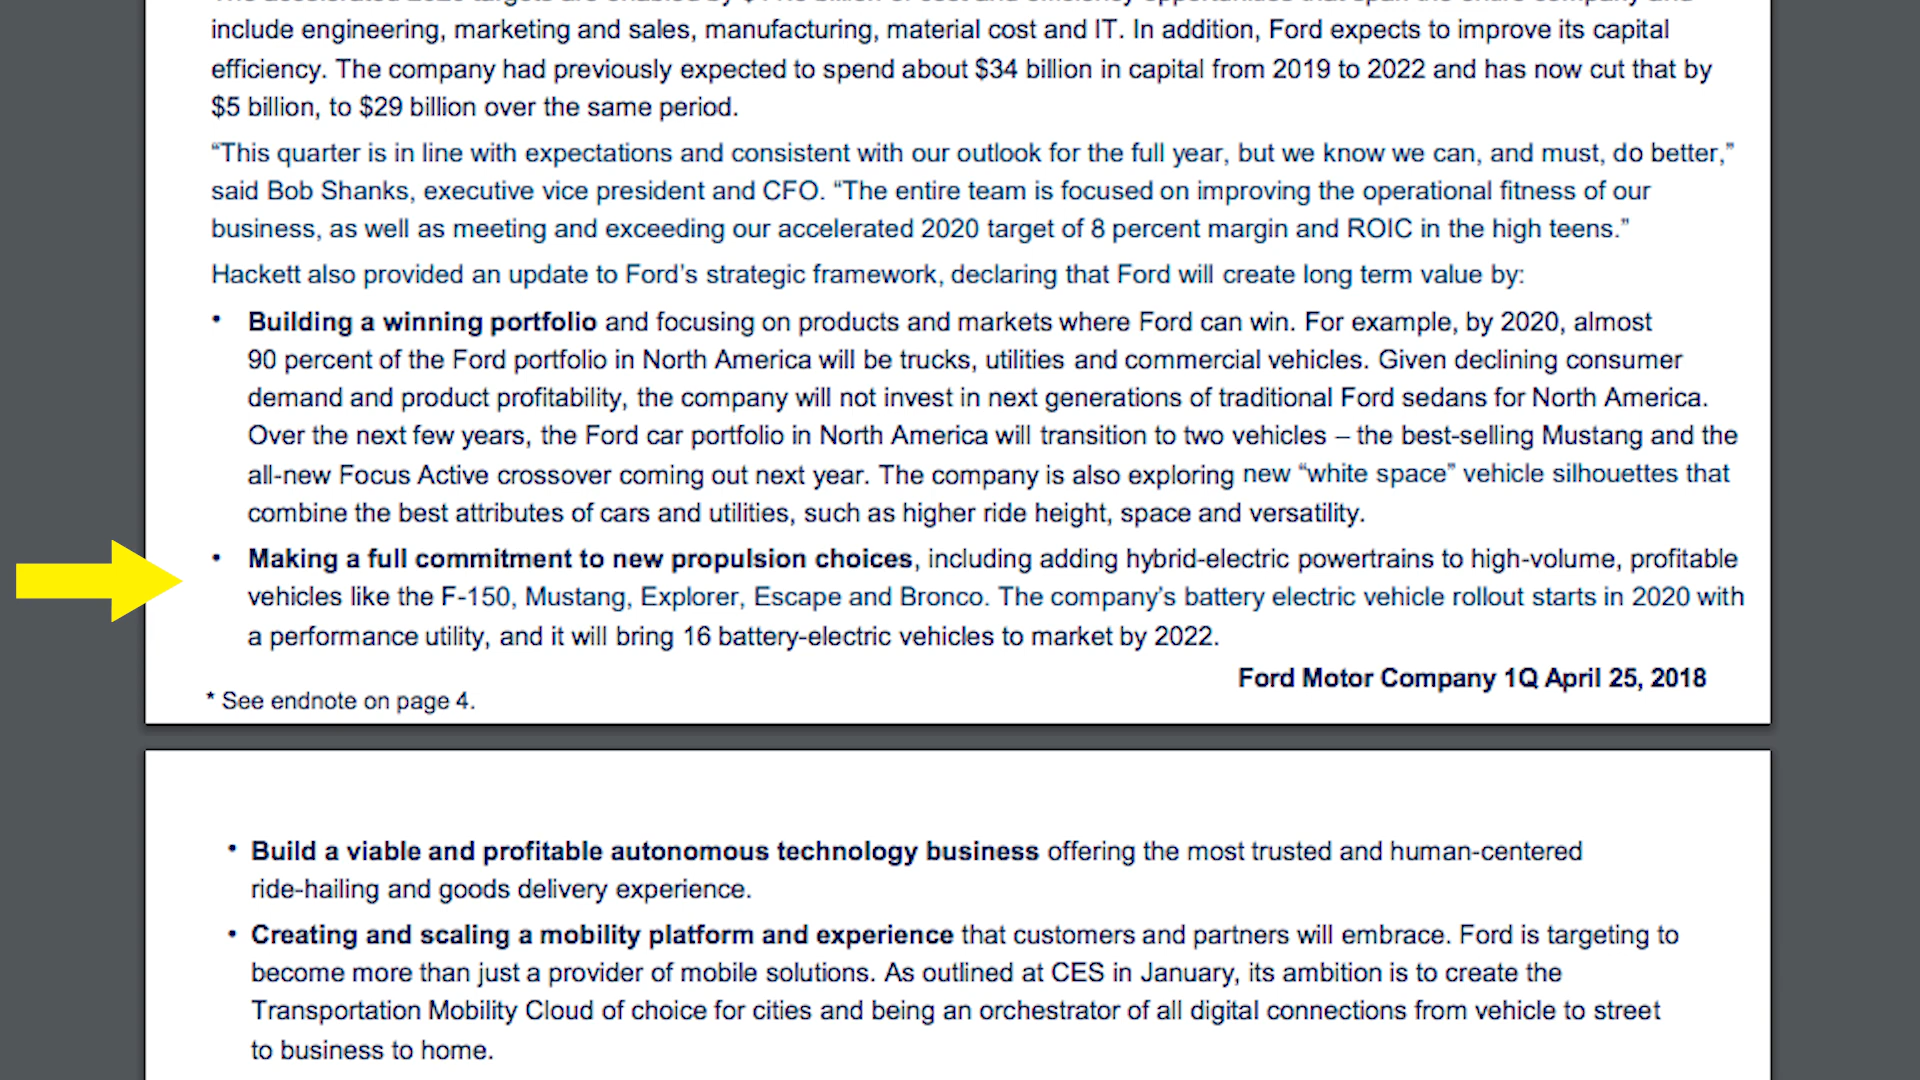 include engineering, marketing and sales, manufacturing, material cost and IT. In addition, Ford expects to improve its capital
efficiency. The company had previously expected to spend about $34 billion in capital from 2019 to 2022 and has now cut that by
$5 billion, to $29 billion over the same period.
“This quarter is in line with expectations and consistent with our outlook for the full year, but we know we can, and must, do better,”
said Bob Shanks, executive vice president and CFO. “The entire team is focused on improving the operational fitness of our
business, as well as meeting and exceeding our accelerated 2020 target of 8 percent margin and ROIC in the high teens.”
Hackett also provided an update to Ford’s strategic framework, declaring that Ford will create long term value by:
• Building a winning portfolio and focusing on products and markets where Ford can win. For example, by 2020, almost
90 percent of the Ford portfolio in North America will be trucks, utilities and commercial vehicles. Given declining consumer
demand and product profitability, the company will not invest in next generations of traditional Ford sedans for North America.
Over the next few years, the Ford car portfolio in North America will transition to two vehicles – the best-selling Mustang and the
all-new Focus Active crossover coming out next year. The company is also exploring new “white space” vehicle silhouettes that
combine the best attributes of cars and utilities, such as higher ride height, space and versatility.
• Making a full commitment to new propulsion choices, including adding hybrid-electric powertrains to high-volume, profitable
vehicles like the F-150, Mustang, Explorer, Escape and Bronco. The company’s battery electric vehicle rollout starts in 2020 with
a performance utility, and it will bring 16 battery-electric vehicles to market by 2022.
Ford Motor Company 1Q April 25, 2018
* See endnote on page 4.
• Build a viable and profitable autonomous technology business offering the most trusted and human-centered
ride-hailing and goods delivery experience.
• Creating and scaling a mobility platform and experience that customers and partners will embrace. Ford is targeting to
become more than just a provider of mobile solutions. As outlined at CES in January, its ambition is to create the
Transportation Mobility Cloud of choice for cities and being an orchestrator of all digital connections from vehicle to street
to business to home.